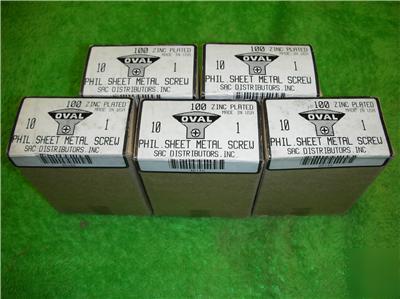 100 ZINC PLATED
MADE IN USA
OVAL
10 1
PHIL. SHEET METAL SCREW
SAC DISTRIBUTORS. INC
100 ZINC PLATED
MADE IN USA
OVAL
10 1
PHIL. SHEET METAL SCREW
SAC DISTRIBUTORS. INC
100 ZINC PLATED
MADE IN USA
OVAL
10 1
PHIL. SHEET METAL SCREW
SAC DISTRIBUTORS. INC
100 ZINC PLATED
MADE IN USA
OVAL
10 1
PHIL. SHEET METAL SCREW
SAC DISTRIBUTORS. INC
100 ZINC PLATED
MADE IN USA
OVAL
10 1
PHIL. SHEET METAL SCREW
SAC DISTRIBUTORS. INC